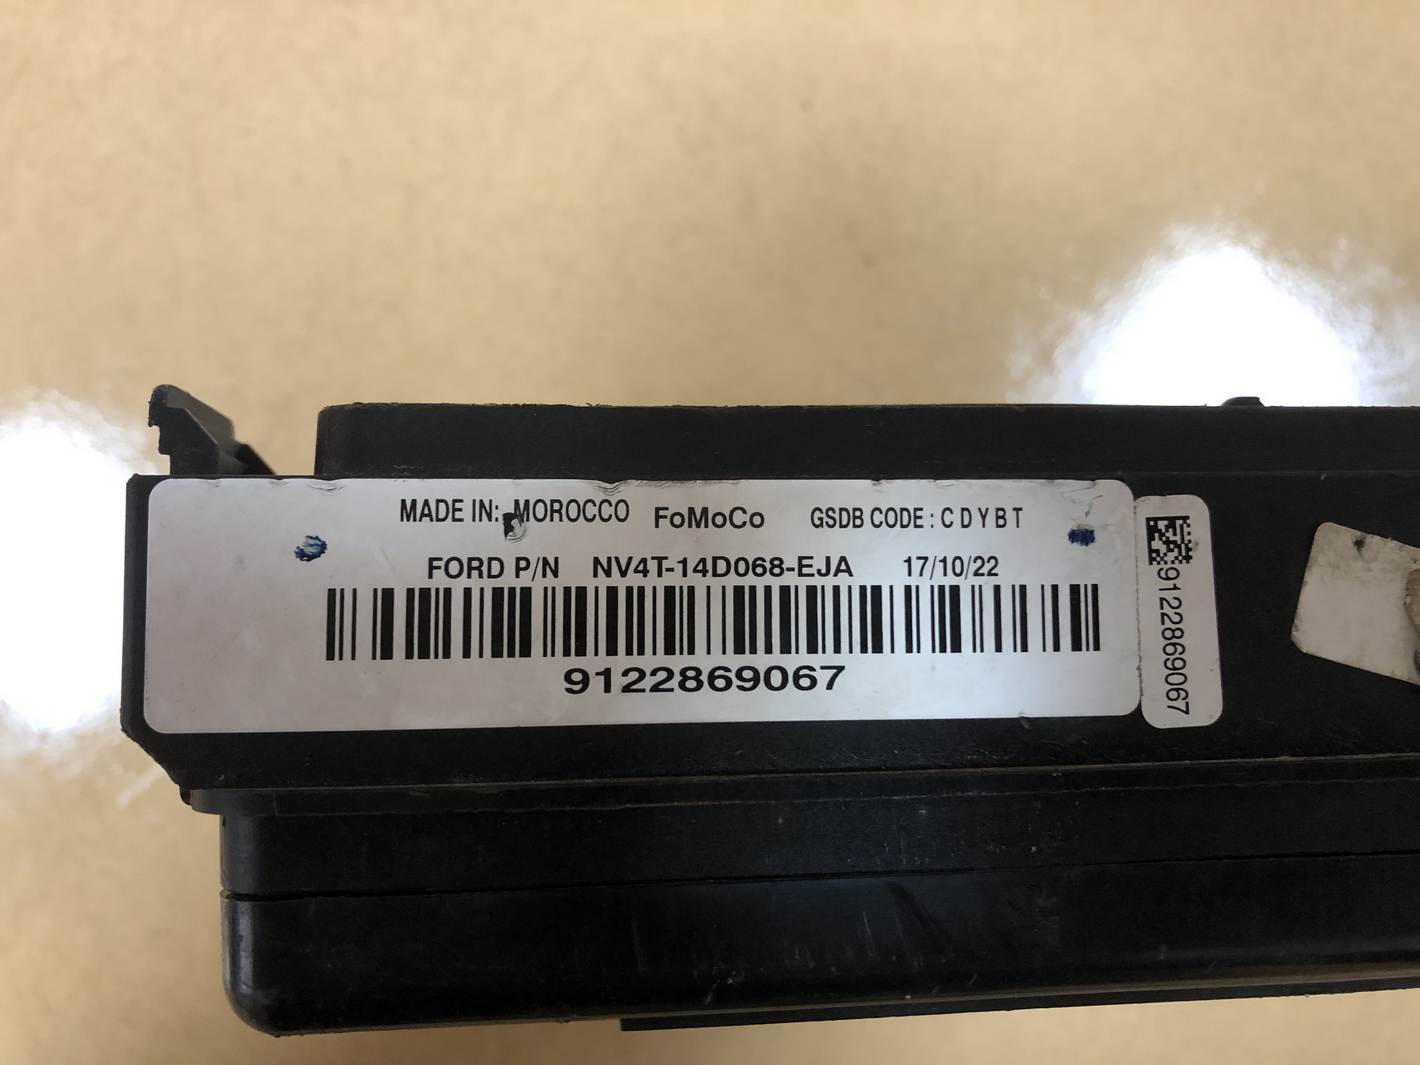 MADE IN: MOROCCO FoMoCo GSDB CODE : C D Y B T
FORD P/N NV4T-14D068-EJA 17/10/22
9122869067
9122869067